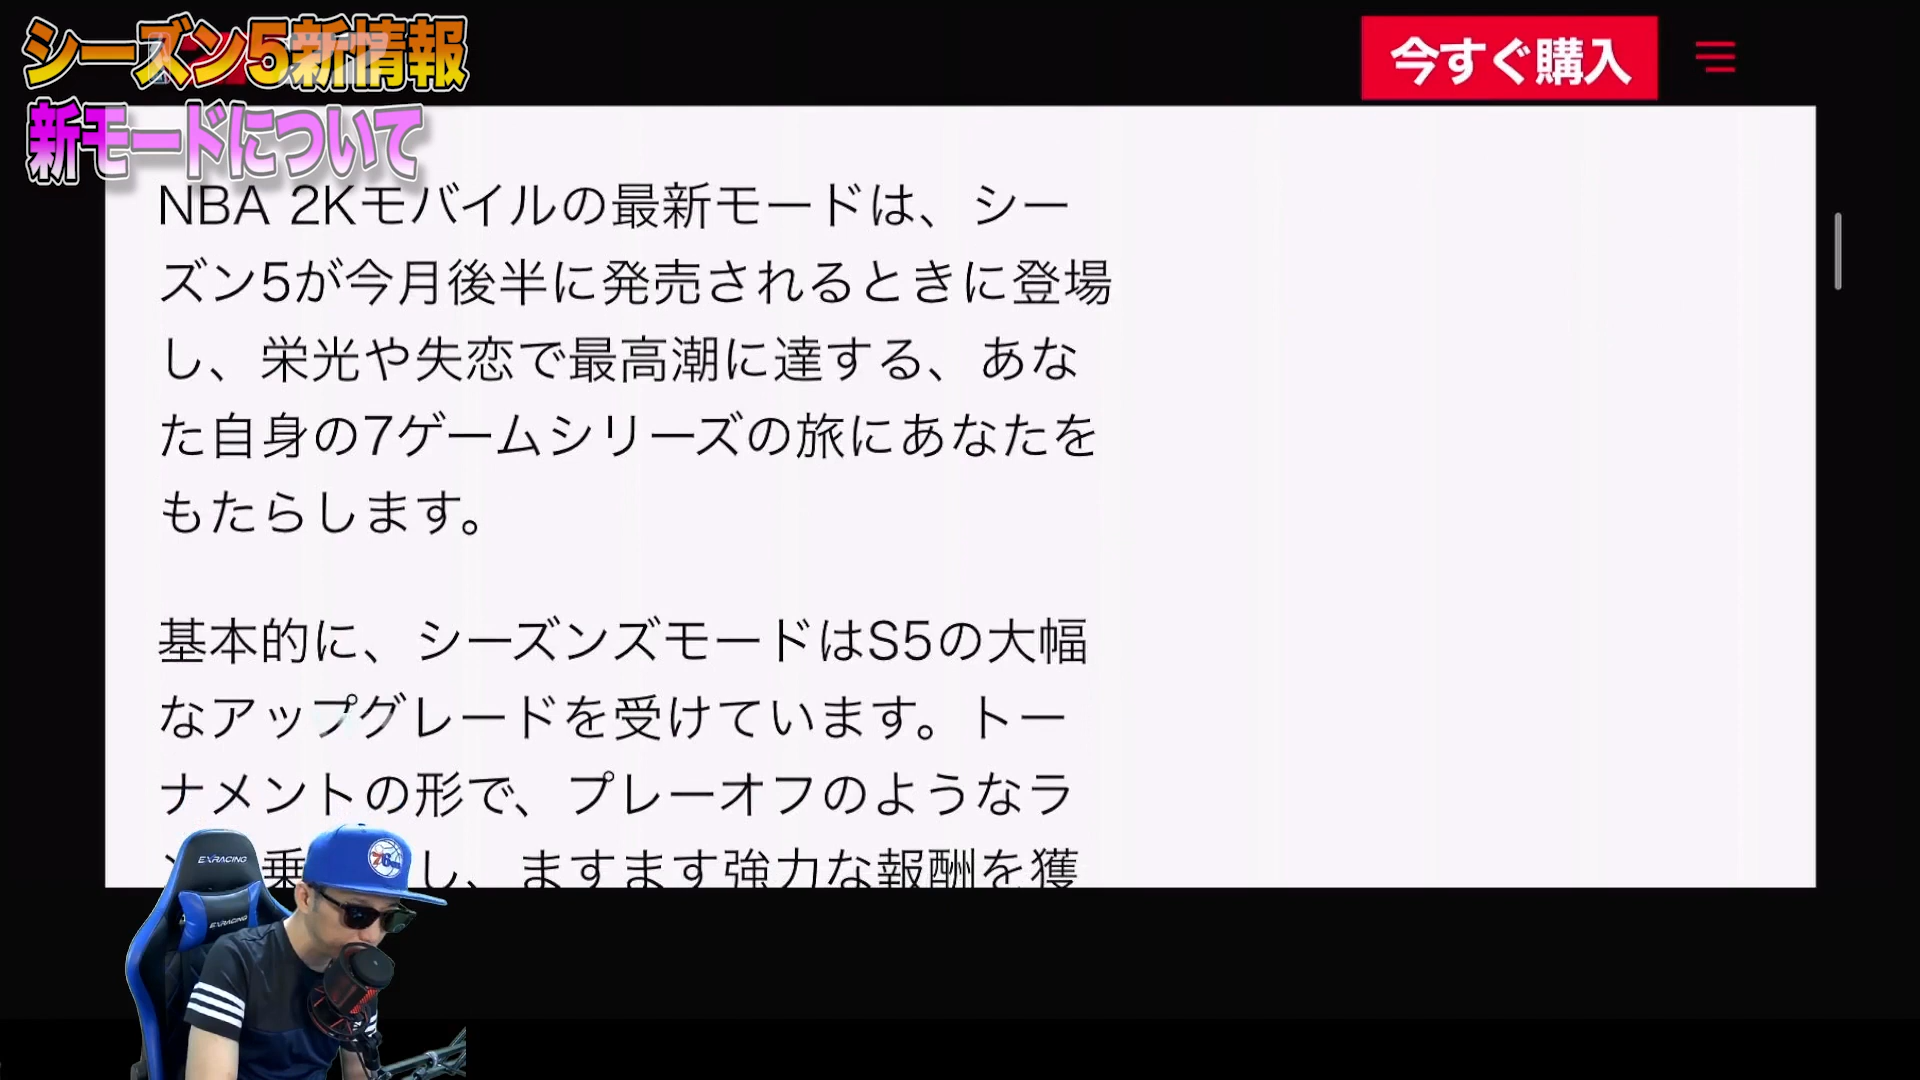 シーズン5新情報
新モードについて
今すぐ購入
NBA 2Kモバイルの最新モードは、シー
ズン5が今月後半に発売されるときに登場
し、栄光や失恋で最高潮に達する、あな
た自身の7ゲームシリーズの旅にあなたを
もたらします。
基本的に、シーズンズモードはS5の大幅
なアップグレードを受けています。トー
ナメントの形で、プレーオフのようなラ
乗 し、ますます強力な報酬を獲
EXRACING
76
EXRACING